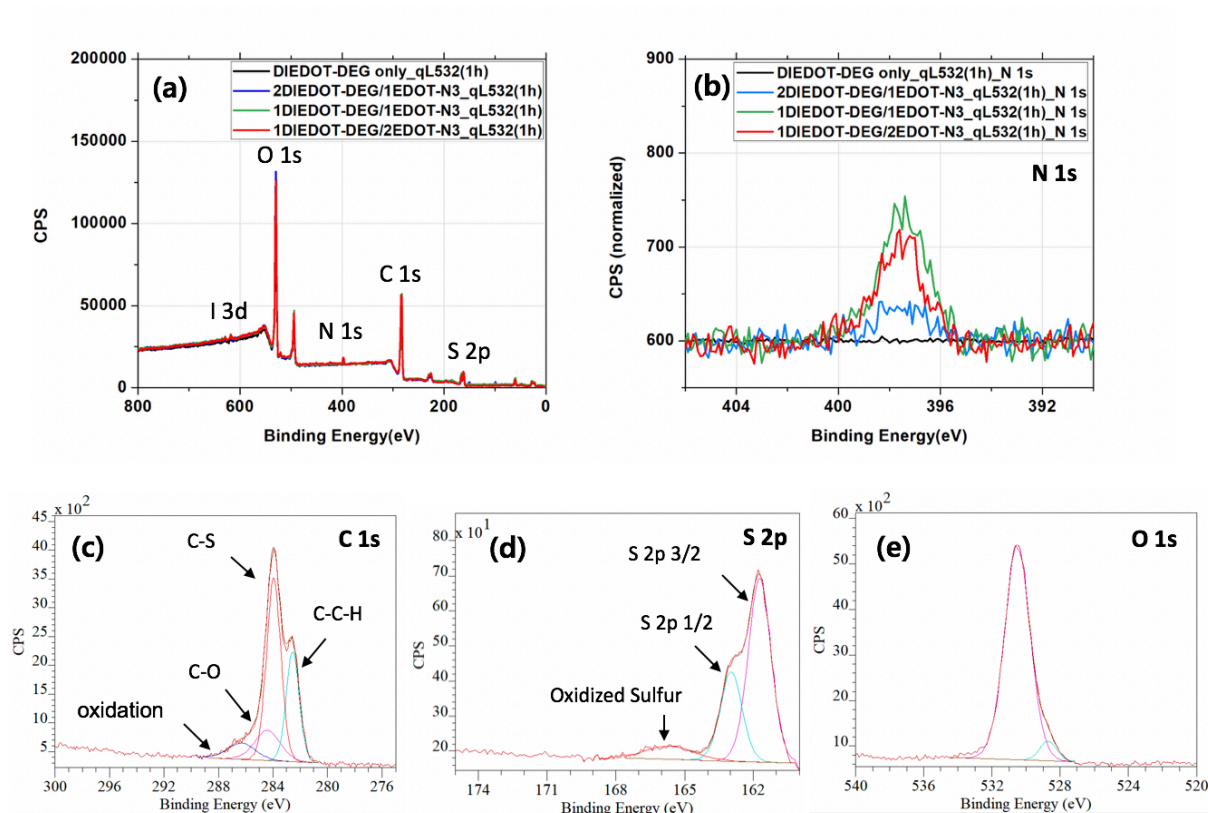 (a)
DIEDOT-DEG only_qL532(1h)
2DIEDOT-DEG/1EDOT-N3_qL532(1h)
1DIEDOT-DEG/1EDOT-N3_qL532(1h)
1DIEDOT-DEG/2EDOT-N3_qL532(1h)
200000
150000
100000
50000
0
CPS
O 1s
C 1s
I 3d
N 1s
S 2p
800
600
400
200
0
Binding Energy(eV)
(b)
DIEDOT-DEG only_qL532(1h)_N 1s
2DIEDOT-DEG/1EDOT-N3_qL532(1h)_N 1s
1DIEDOT-DEG/1EDOT-N3_qL532(1h)_N 1s
1DIEDOT-DEG/2EDOT-N3_qL532(1h)_N 1s
N 1s
900
800
700
600
CPS (normalized)
404
400
396
392
Binding Energy(eV)
x 10²
(c)
C 1s
C-S
C-C-H
C-O
oxidation
45
40
35
30
25
20
15
10
5
CPS
300
296
292
288
284
280
276
Binding Energy (eV)
x 10¹
(d)
S 2p
S 2p 3/2
S 2p 1/2
Oxidized Sulfur
80
70
60
50
40
30
20
CPS
174
171
168
165
162
Binding Energy (eV)
x 10²
(e)
O 1s
60
50
40
30
20
10
CPS
540
536
532
528
524
520
Binding Energy (eV)